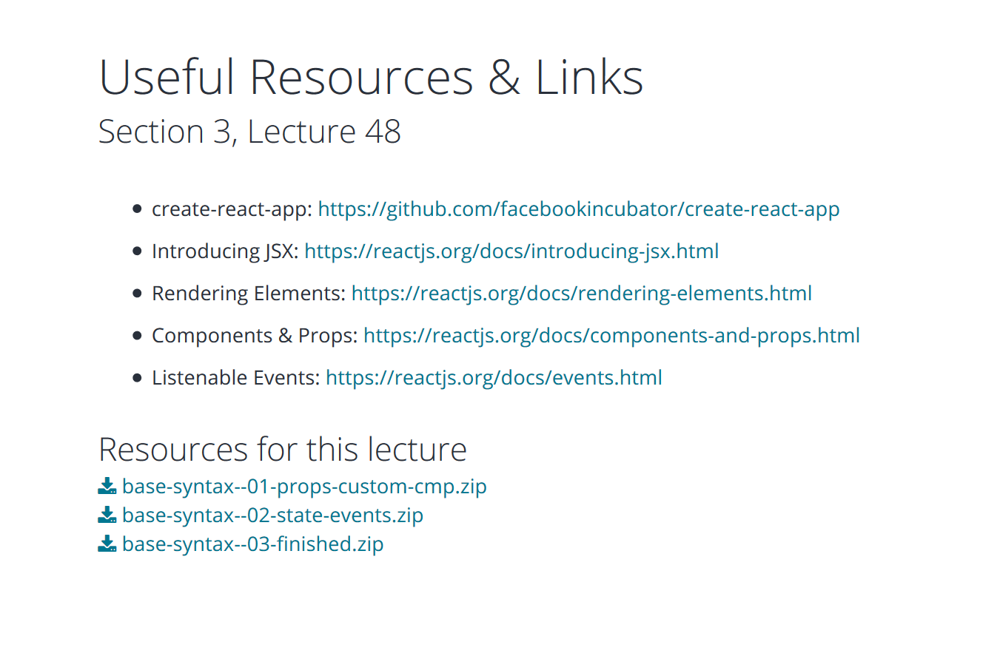 Useful Resources & Links
Section 3, Lecture 48
create-react-app: https://github.com/facebookincubator/create-react-app
Introducing JSX: https://reactjs.org/docs/introducing-jsx.html
Rendering Elements: https://reactjs.org/docs/rendering-elements.html
Components & Props: https://reactjs.org/docs/components-and-props.html
Listenable Events: https://reactjs.org/docs/events.html
Resources for this lecture
base-syntax--01-props-custom-cmp.zip
base-syntax--02-state-events.zip
base-syntax--03-finished.zip